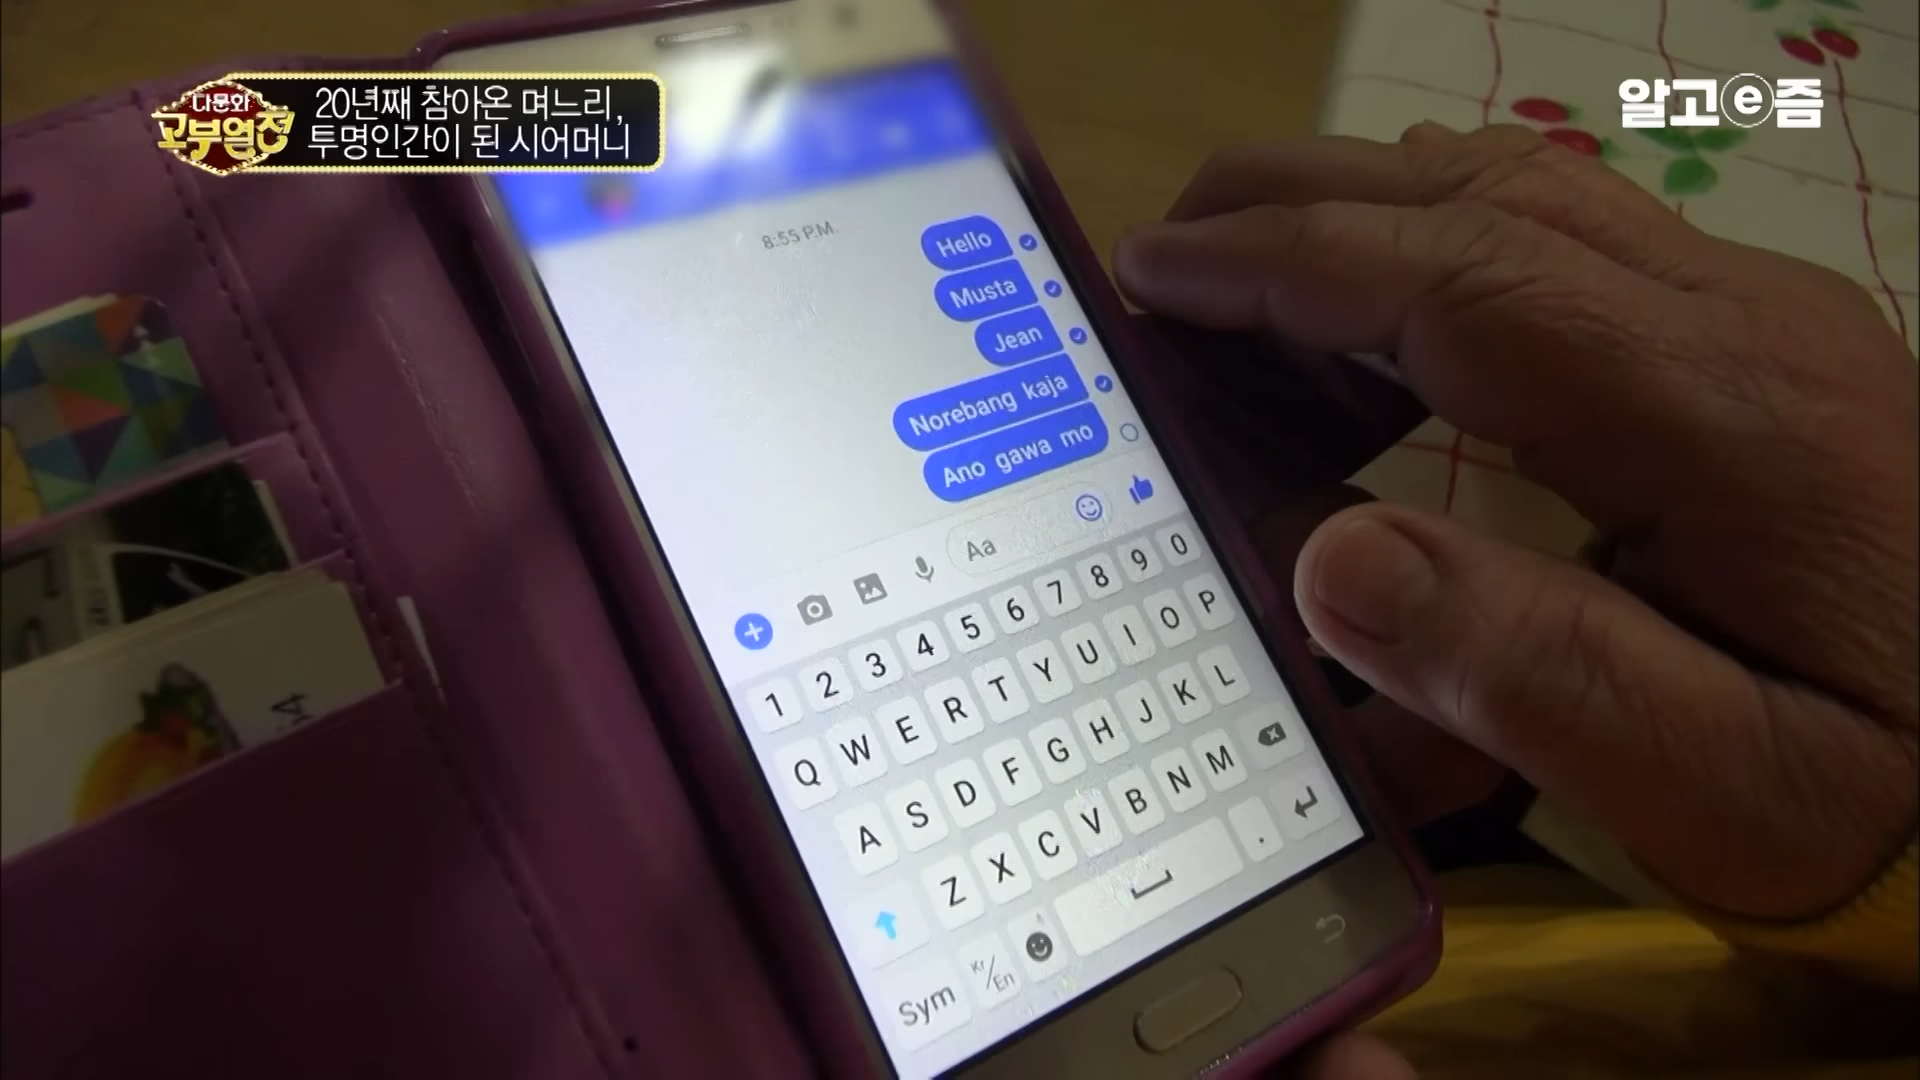 다문화
고부열전
20년째 참아온 며느리,
투명인간이 된 시어머니
알고e즘
8:55 P.M.
Hello
Musta
Jean
Norebang kaja
Ano gawa mo
Aa
1 2 3 4 5 6 7 8 9 0
Q W E R T Y U I O P
A S D F G H J K L
Z X C V B N M
Sym Kr/En .